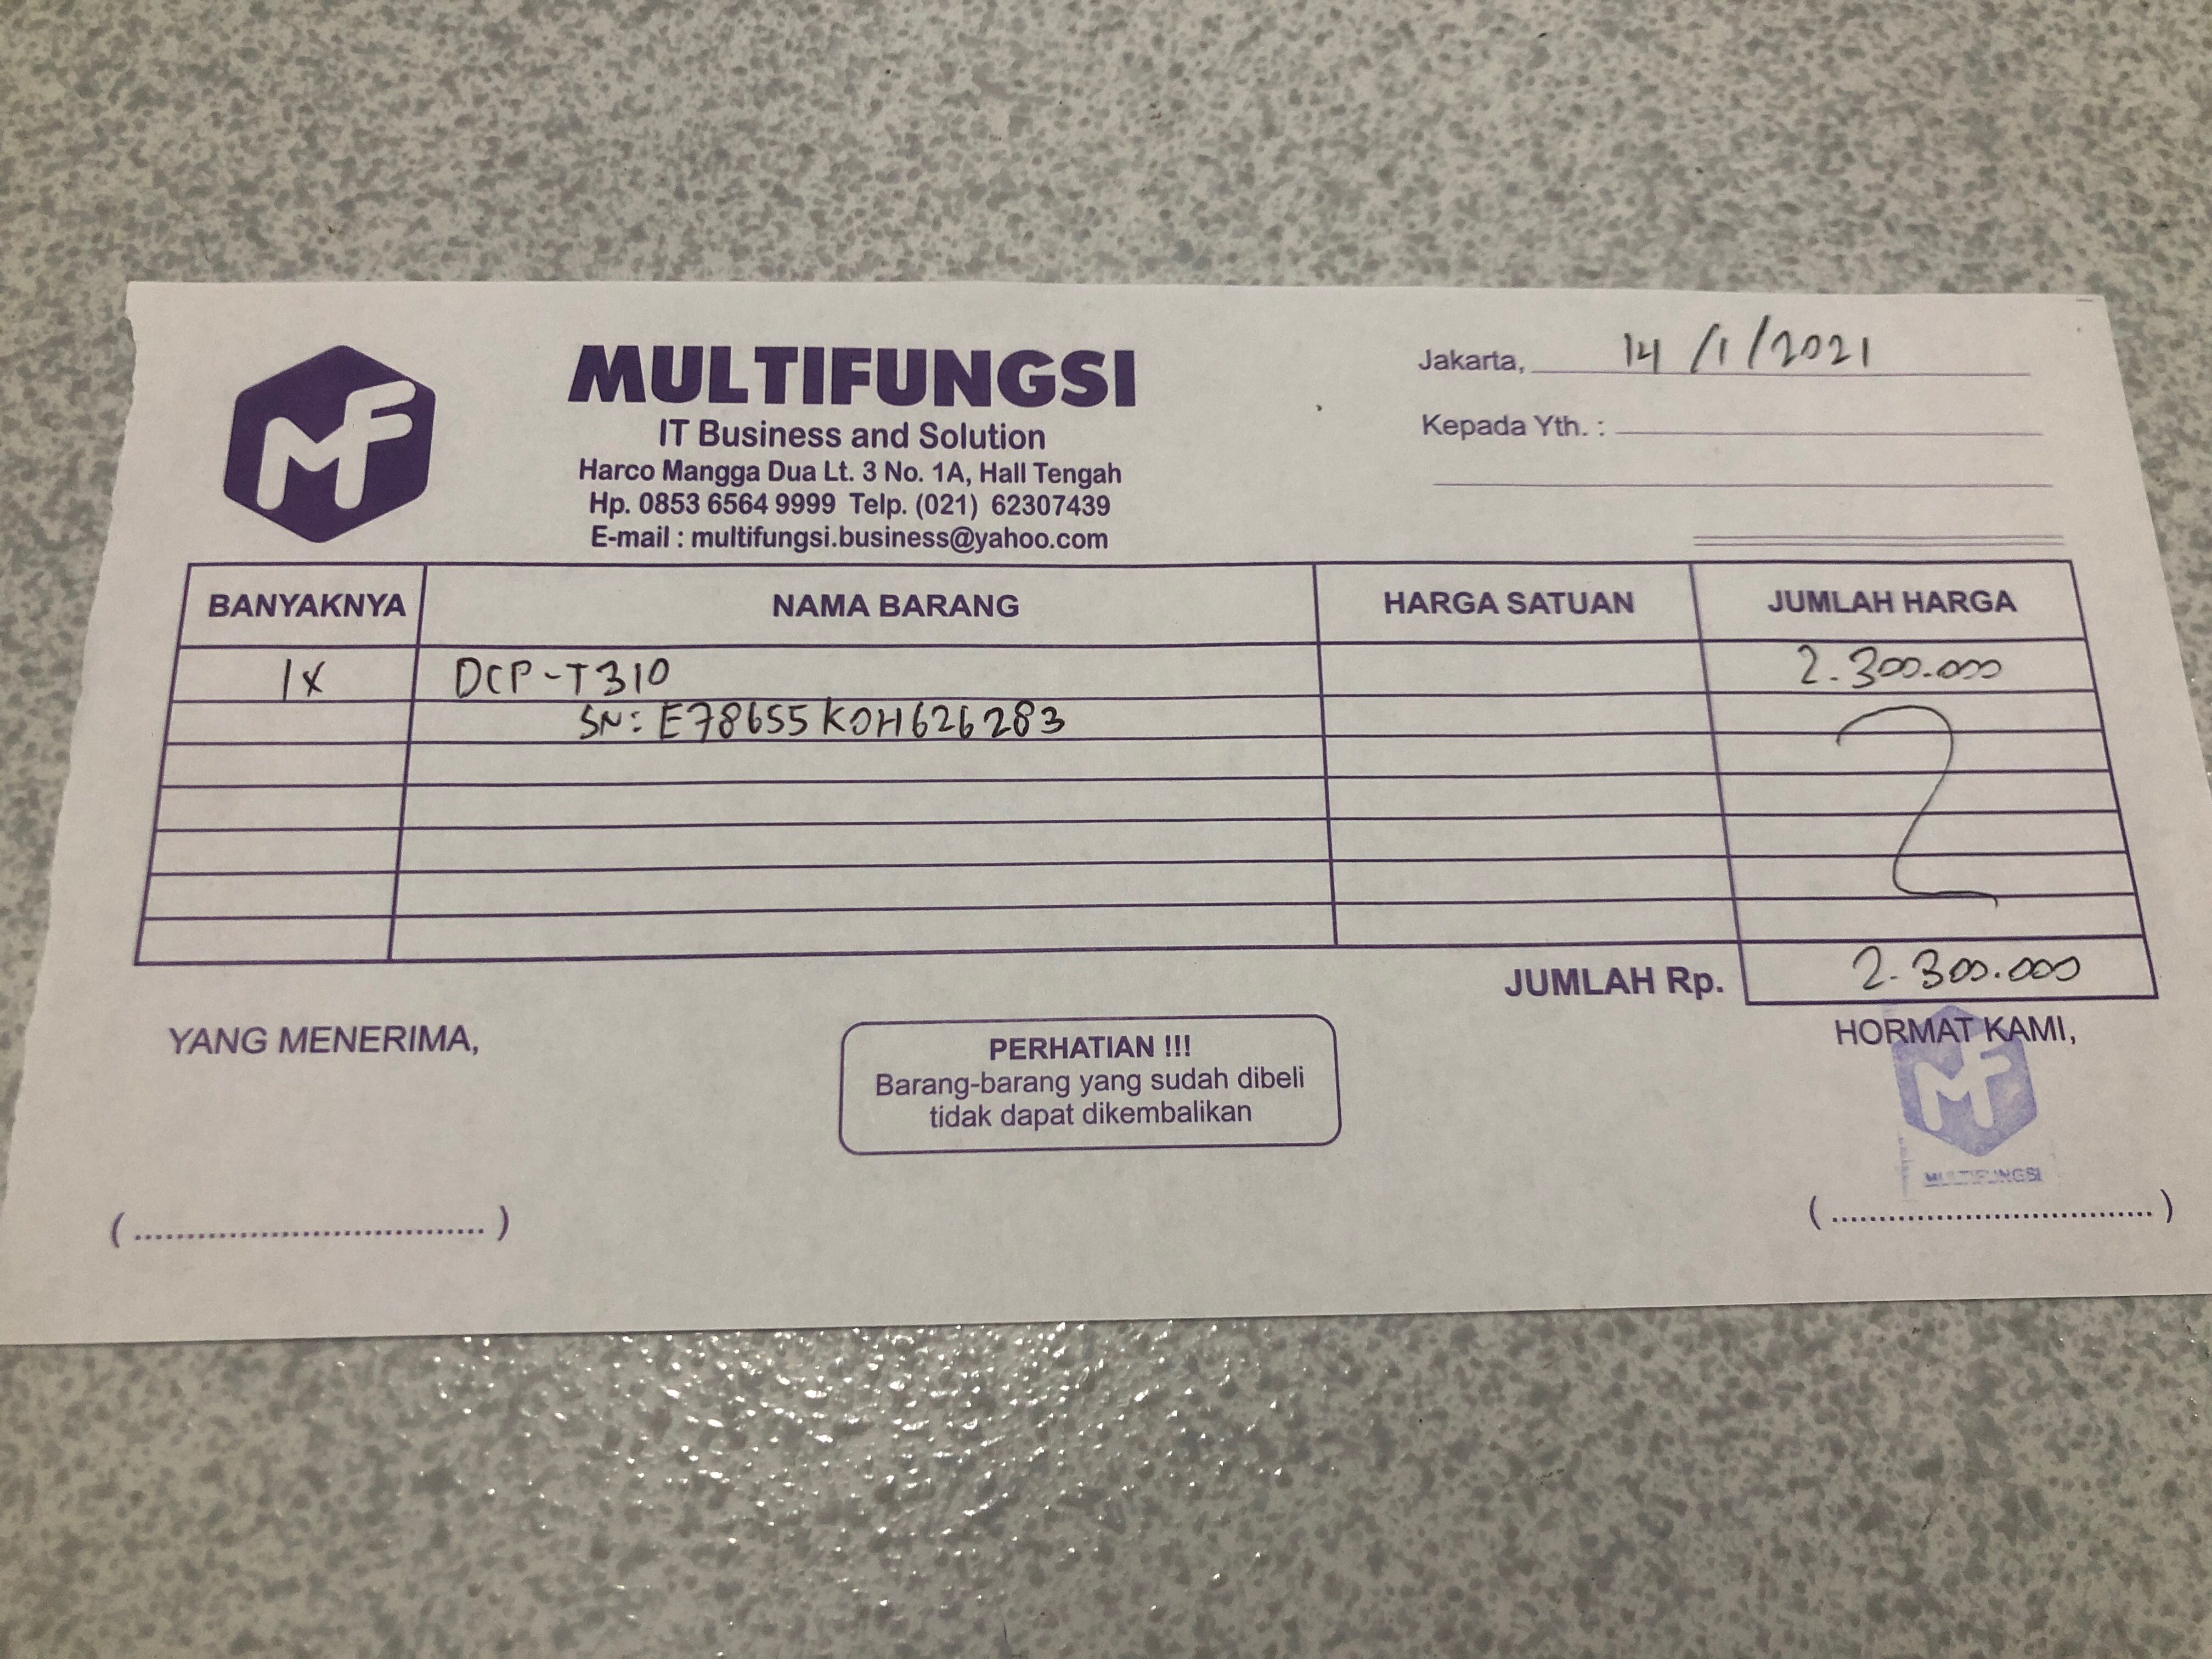 MF
MULTIFUNGSI
IT Business and Solution
Harco Mangga Dua Lt. 3 No. 1A, Hall Tengah
Hp. 0853 6564 9999 Telp. (021) 62307439
E-mail : multifungsi.business@yahoo.com
Jakarta, 14/1/2021
Kepada Yth. :
BANYAKNYA NAMA BARANG HARGA SATUAN JUMLAH HARGA
1x DCP-T310 2.300.000
SN: E78655K0H626283
JUMLAH Rp. 2.300.000
YANG MENERIMA,
PERHATIAN !!!
Barang-barang yang sudah dibeli
tidak dapat dikembalikan
HORMAT KAMI,
MF
MULTIFUNGSI
(.................................)
(.................................)